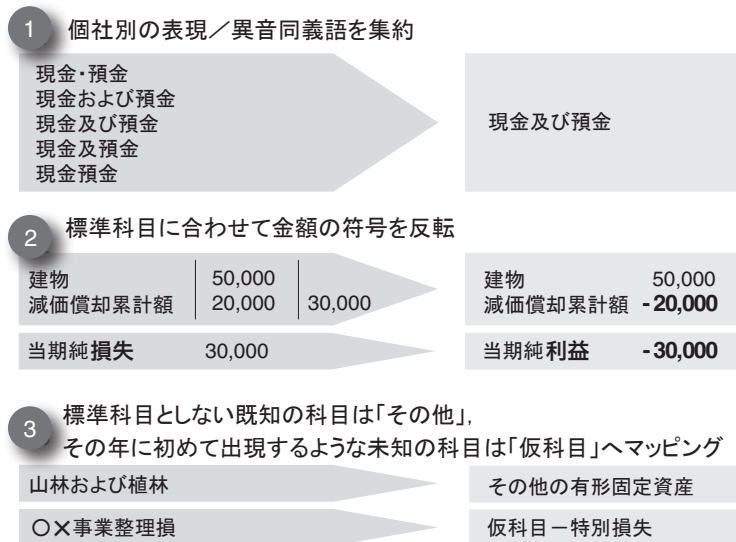 1 個社別の表現／異音同義語を集約
現金・預金
現金および預金
現金及び預金
現金及預金
現金預金
現金及び預金
2 標準科目に合わせて金額の符号を反転
建物 50,000
減価償却累計額 20,000 30,000
建物 50,000
減価償却累計額 -20,000
当期純損失 30,000
当期純利益 -30,000
3 標準科目としない既知の科目は「その他」,
その年に初めて出現するような未知の科目は「仮科目」へマッピング
山林および植林
その他の有形固定資産
○×事業整理損
仮科目－特別損失